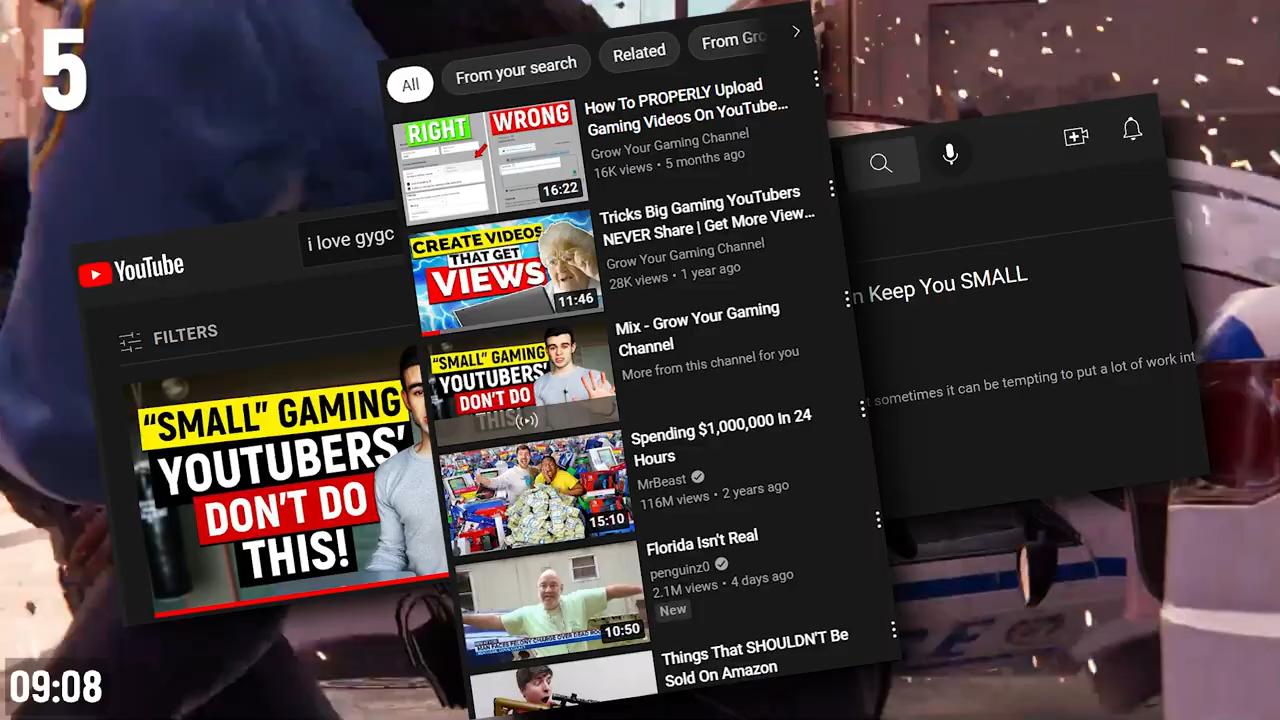 5
All
From your search
Related
From Gro
RIGHT
WRONG
16:22
How To PROPERLY Upload
Gaming Videos On YouTube...
Grow Your Gaming Channel
16K views • 5 months ago
CREATE VIDEOS
THAT GET
VIEWS
11:46
Tricks Big Gaming YouTubers
NEVER Share | Get More View...
Grow Your Gaming Channel
28K views • 1 year ago
YouTube
i love gygc
FILTERS
"SMALL" GAMING
YOUTUBERS'
DON'T DO
THIS!
"SMALL" GAMING
YOUTUBERS'
DON'T DO
THIS!
Mix - Grow Your Gaming
Channel
More from this channel for you
n Keep You SMALL
t sometimes it can be tempting to put a lot of work int
15:10
Spending $1,000,000 In 24
Hours
MrBeast
116M views • 2 years ago
10:50
Florida Isn't Real
penguinz0
2.1M views • 4 days ago
New
Things That SHOULDN'T Be
Sold On Amazon
09:08